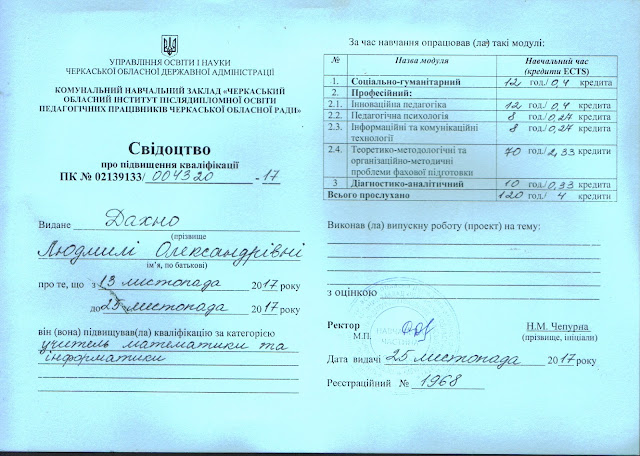 УПРАВЛІННЯ ОСВІТИ І НАУКИ
ЧЕРКАСЬКОЇ ОБЛАСНОЇ ДЕРЖАВНОЇ АДМІНІСТРАЦІЇ
КОМУНАЛЬНИЙ НАВЧАЛЬНИЙ ЗАКЛАД «ЧЕРКАСЬКИЙ
ОБЛАСНИЙ ІНСТИТУТ ПІСЛЯДИПЛОМНОЇ ОСВІТИ
ПЕДАГОГІЧНИХ ПРАЦІВНИКІВ ЧЕРКАСЬКОЇ ОБЛАСНОЇ РАДИ»
Свідоцтво
про підвищення кваліфікації
ПК № 02139133/ 004320 - 17
Видане Дахно
(прізвище
Людмилі Олександрівні
ім’я, по батькові)
про те, що з 13 листопада 2017 року
до 25 листопада 2017 року
він (вона) підвищував(ла) кваліфікацію за категорією
учитель математики та
інформатики
За час навчання опрацював (ла) такі модулі:
№ Назва модуля Навчальний час
(кредити ECTS)
1. Соціально-гуманітарний 12 год./ 0,4 кредита
2. Професійний:
2.1. Інноваційна педагогіка 12 год./ 0,4 кредита
2.2. Педагогічна психологія 8 год./ 0,27 кредита
2.3. Інформаційні та комунікаційні 8 год./ 0,27 кредита
технології
2.4. Теоретико-методологічні та 70 год./ 2,33 кредити
організаційно-методичні
проблеми фахової підготовки
3 Діагностико-аналітичний 10 год./ 0,33 кредита
Всього прослухано 120 год./ 4 кредити
Виконав (ла) випускну роботу (проект) на тему:
з оцінкою
Ректор Н.М. Чепурна
М.П. (прізвище, ініціали)
Дата видачі 25 листопада 2017 року
Реєстраційний № 1968